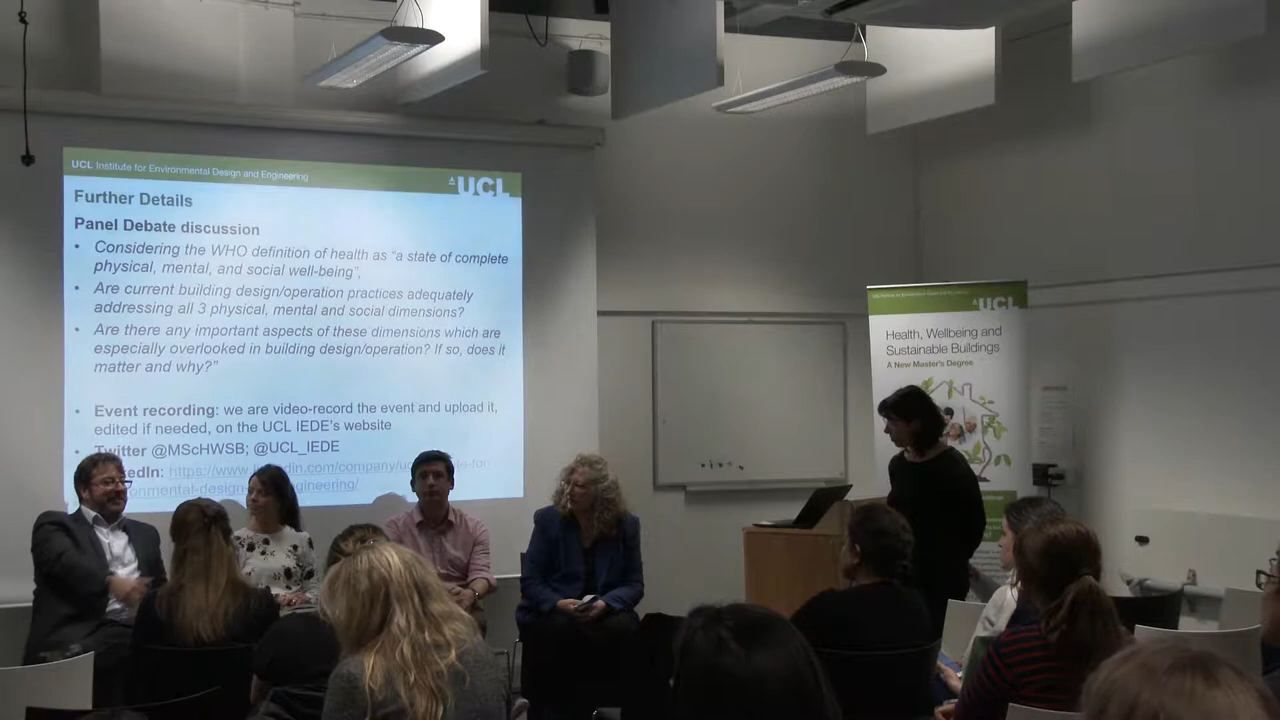 UCL Institute for Environmental Design and Engineering
UCL
Further Details
Panel Debate discussion
• Considering the WHO definition of health as "a state of complete
physical, mental, and social well-being",
• Are current building design/operation practices adequately
addressing all 3 physical, mental and social dimensions?
• Are there any important aspects of these dimensions which are
especially overlooked in building design/operation? If so, does it
matter and why?"
• Event recording: we are video-record the event and upload it,
edited if needed, on the UCL IEDE's website
• Twitter @MScHWSB; @UCL_IEDE
https://www.linkedin.com/company/
UCL
Health, Wellbeing and
Sustainable Buildings
A New Master's Degree